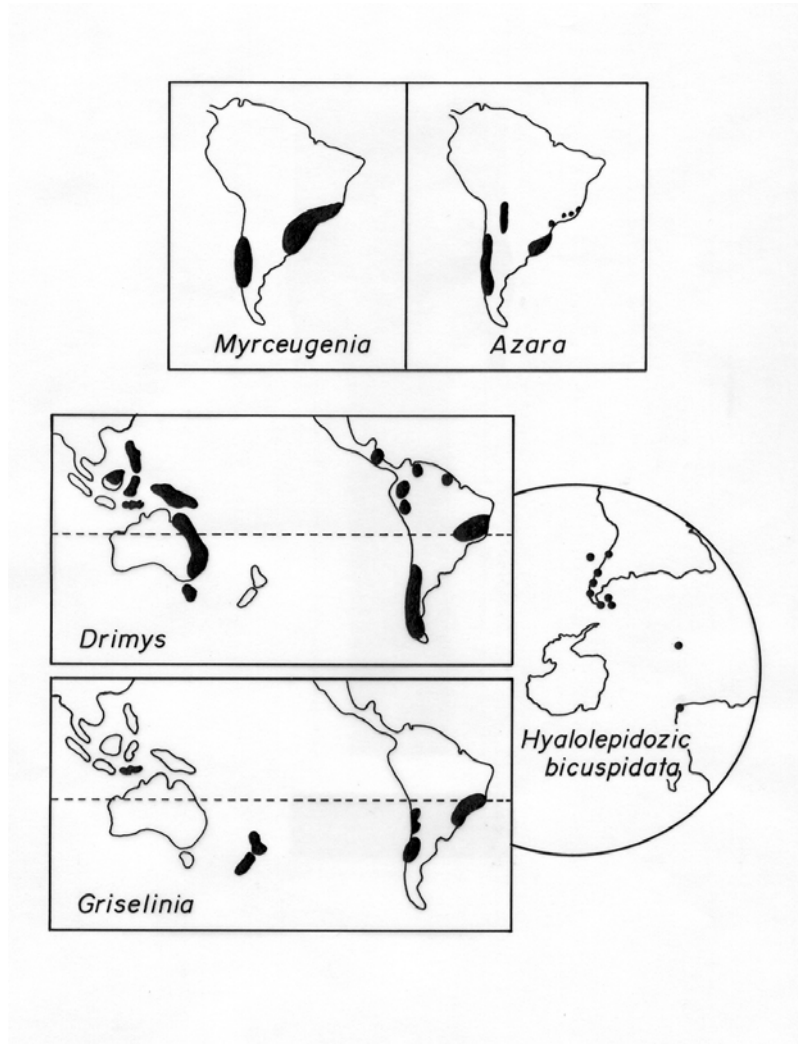 Myrceugenia
Azara
Drimys
Hyalolepidozic
bicuspidata
Griselinia